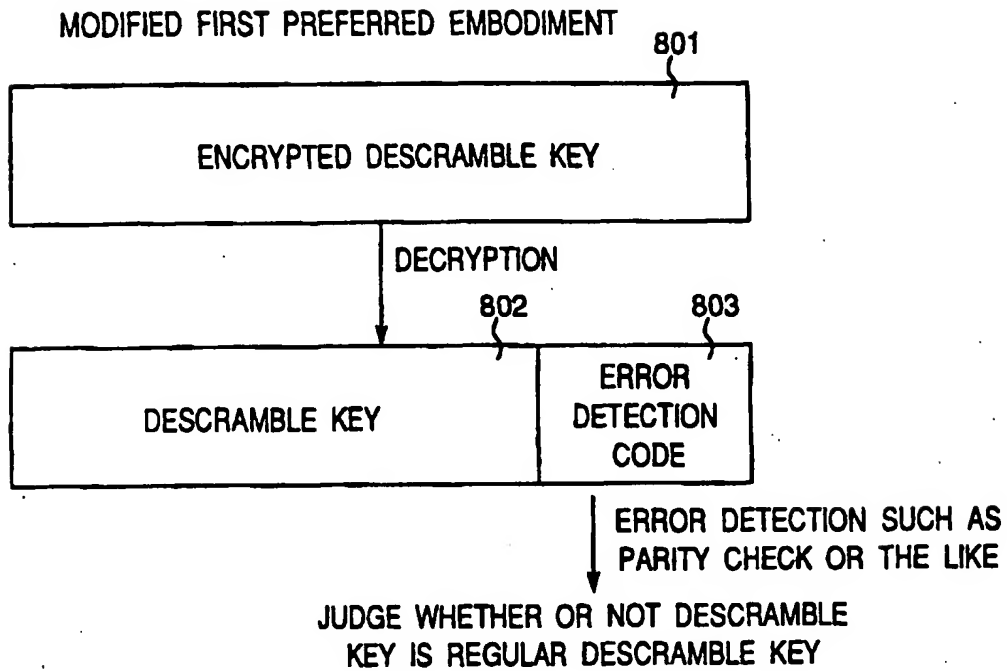 MODIFIED FIRST PREFERRED EMBODIMENT
801
ENCRYPTED DESCRAMBLE KEY
DECRYPTION
802
803
DESCRAMBLE KEY
ERROR
DETECTION
CODE
ERROR DETECTION SUCH AS
PARITY CHECK OR THE LIKE
JUDGE WHETHER OR NOT DESCRAMBLE
KEY IS REGULAR DESCRAMBLE KEY